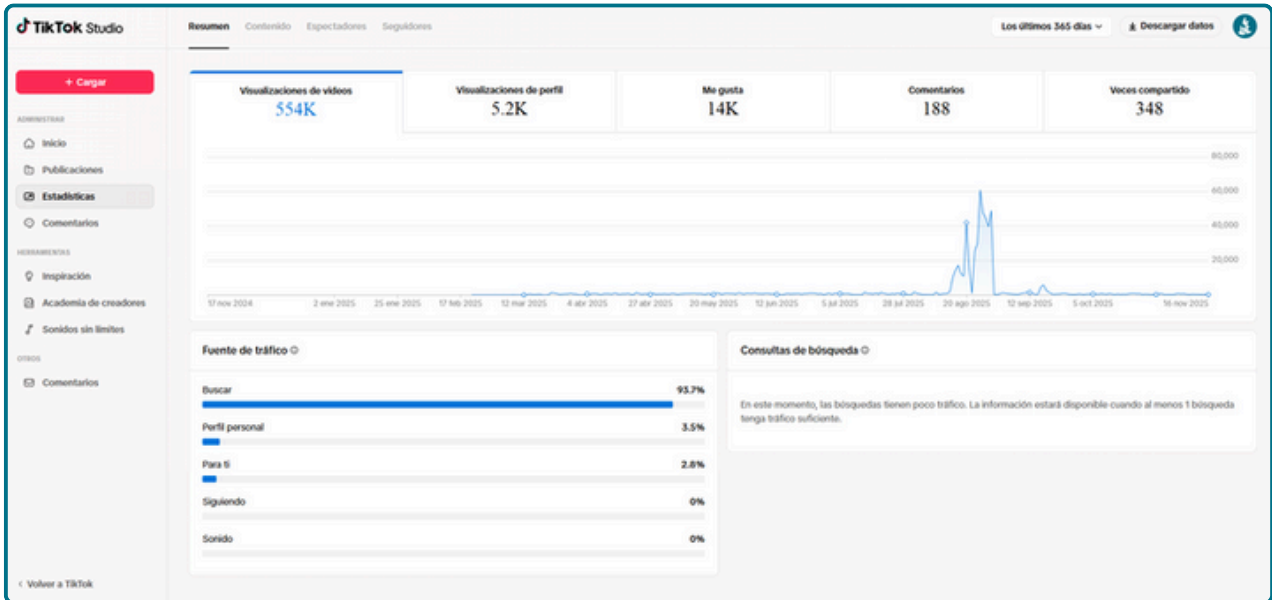 TikTok Studio
Resumen Contenido Espectadores Seguidores
Los últimos 365 días
Descargar datos
+ Cargar
ADMINISTRAR
Inicio
Publicaciones
Estadísticas
Comentarios
HERRAMIENTAS
Inspiración
Academia de creadores
Sonidos sin límites
OTROS
Comentarios
< Volver a TikTok
Visualizaciones de videos
554K
Visualizaciones de perfil
5.2K
Me gusta
14K
Comentarios
188
Veces compartido
348
80,000
60,000
40,000
20,000
17 nov 2024 2 ene 2025 25 ene 2025 17 feb 2025 12 mar 2025 4 abr 2025 27 abr 2025 20 may 2025 12 jun 2025 5 jul 2025 28 jul 2025 20 ago 2025 12 sep 2025 5 oct 2025 16 nov 2025
Fuente de tráfico
Buscar 93.7%
Perfil personal 3.5%
Para ti 2.8%
Siguiendo 0%
Sonido 0%
Consultas de búsqueda
En este momento, las búsquedas tienen poco tráfico. La información estará disponible cuando al menos 1 búsqueda
tenga tráfico suficiente.